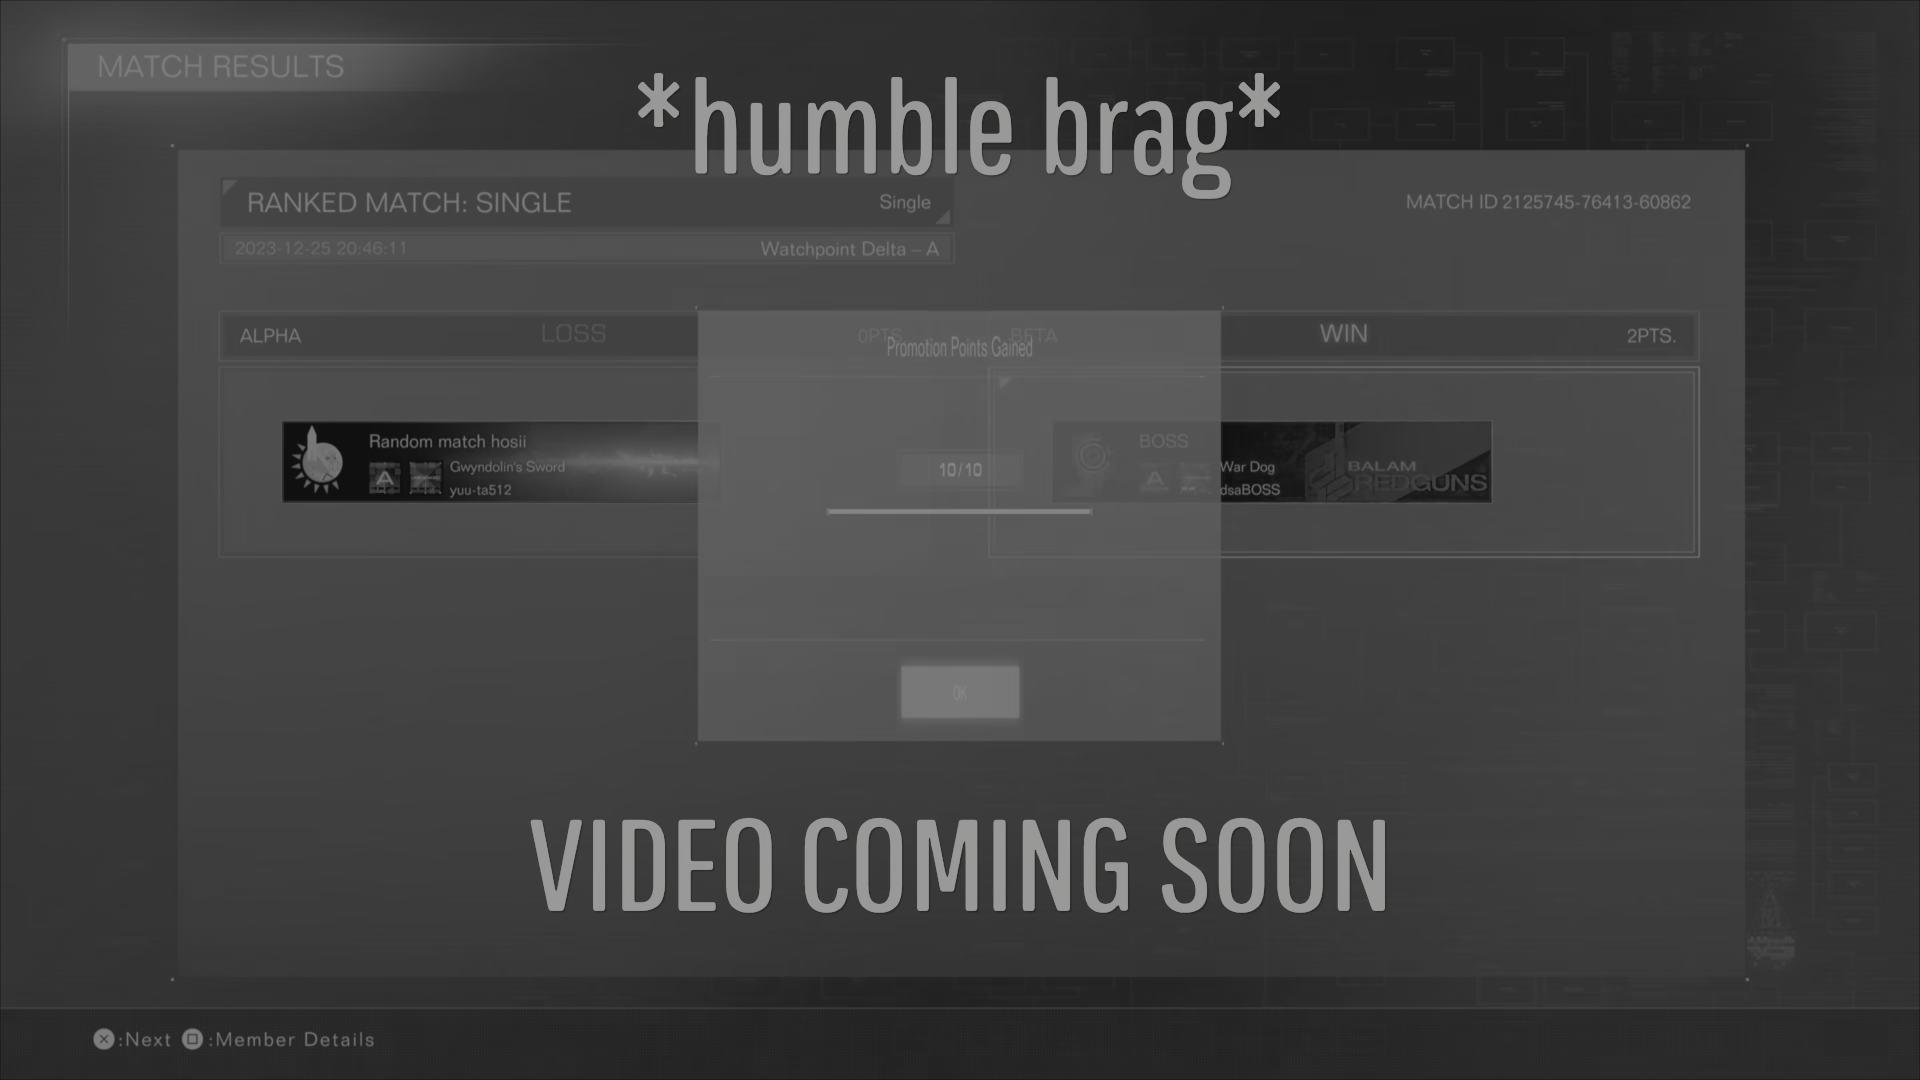 MATCH RESULTS
*humble brag*
RANKED MATCH: SINGLE Single
MATCH ID 2125745-76413-60862
2023-12-25 20:46:11 Watchpoint Delta – A
ALPHA LOSS 0PTS. BETA WIN 2PTS.
Promotion Points Gained
Random match hosii
A
Gwyndolin's Sword
yuu-ta512
10/10
BOSS
A
War Dog
dsaBOSS
BALAM
REDGUNS
OK
VIDEO COMING SOON
:Next :Member Details